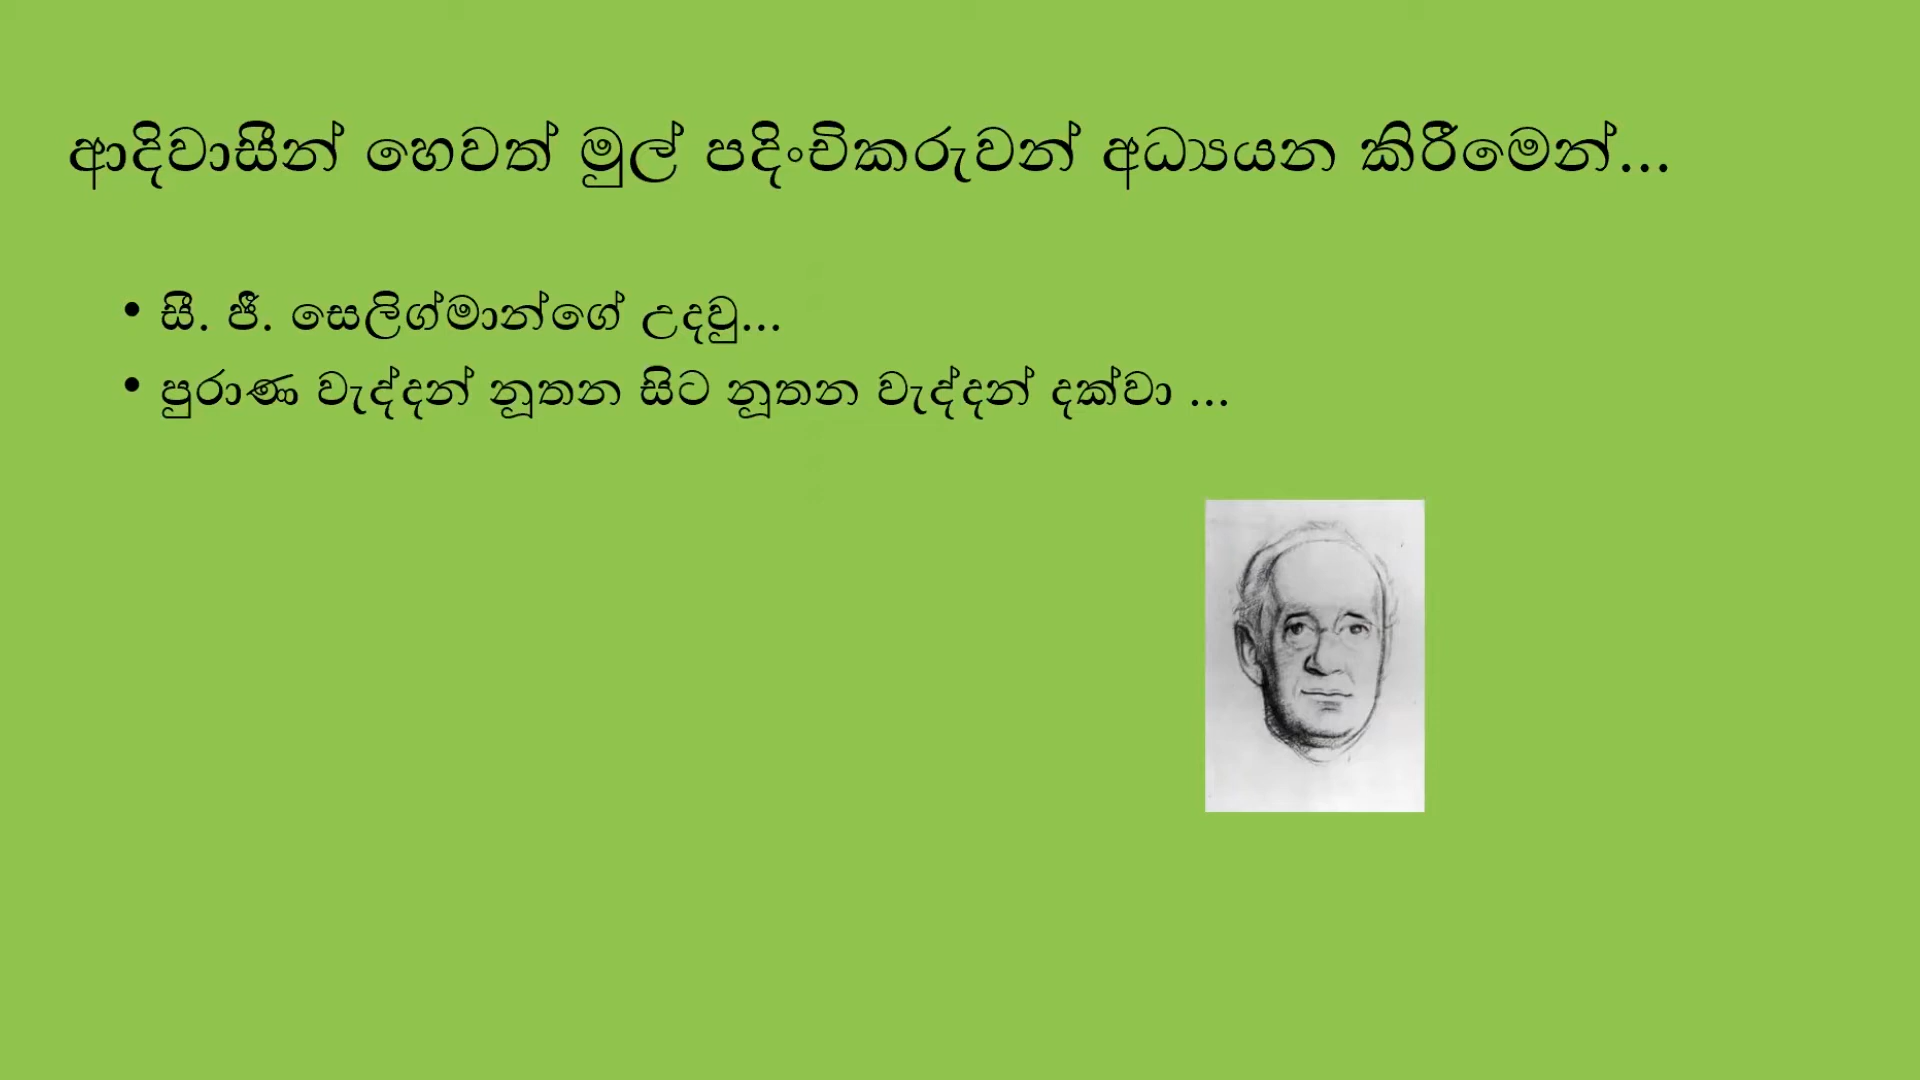 ආදිවාසීන් හෙවත් මුල් පදිංචිකරුවන් අධ්‍යයන කිරීමෙන්...
• සී. ජී. සෙලිග්මාන්ගේ උදවු...
• පුරාණ වැද්දන් නූතන සිට නූතන වැද්දන් දක්වා ...